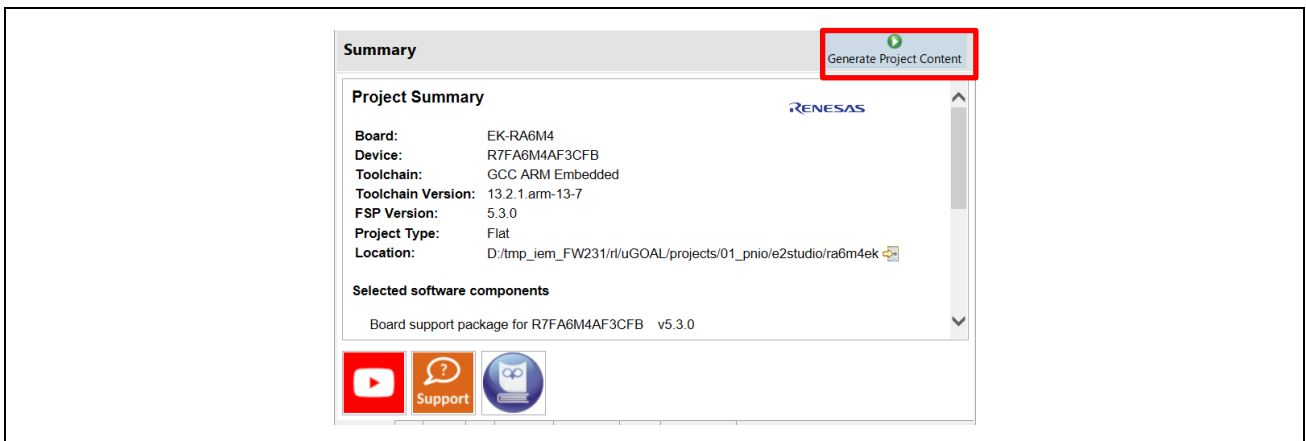 Summary
Generate Project Content
Project Summary
RENESAS
Board: EK-RA6M4
Device: R7FA6M4AF3CFB
Toolchain: GCC ARM Embedded
Toolchain Version: 13.2.1.arm-13-7
FSP Version: 5.3.0
Project Type: Flat
Location: D:/tmp_iem_FW231/rl/uGOAL/projects/01_pnio/e2studio/ra6m4ek
Selected software components
Board support package for R7FA6M4AF3CFB v5.3.0
?
Support